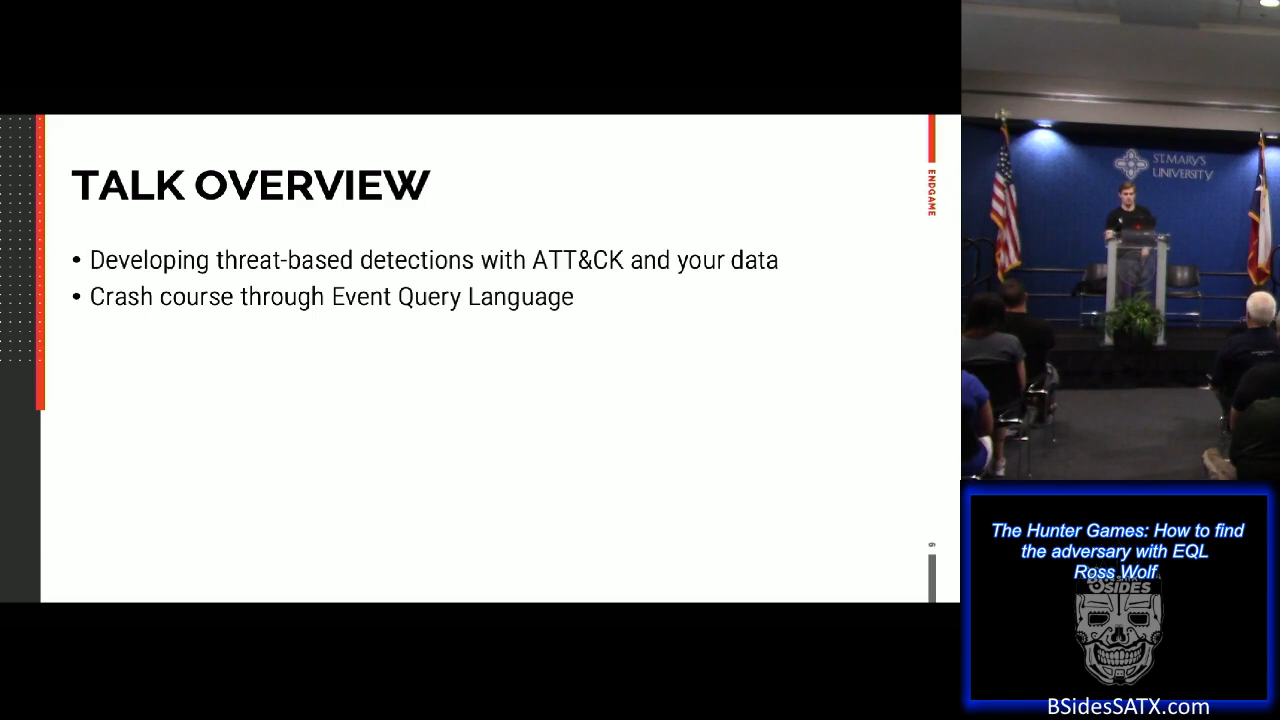 TALK OVERVIEW
• Developing threat-based detections with ATT&CK and your data
• Crash course through Event Query Language
ENDGAME
6
ST. MARY'S
UNIVERSITY
The Hunter Games: How to find
the adversary with EQL
Ross Wolf
BSIDES
BSidesSATX.com